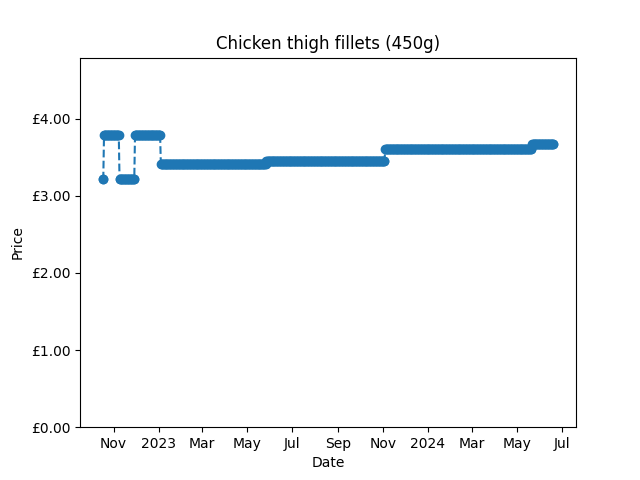 Chicken thigh fillets (450g)
£4.00
£3.00
£2.00
£1.00
£0.00
Price
Nov 2023 Mar May Jul Sep Nov 2024 Mar May Jul
Date